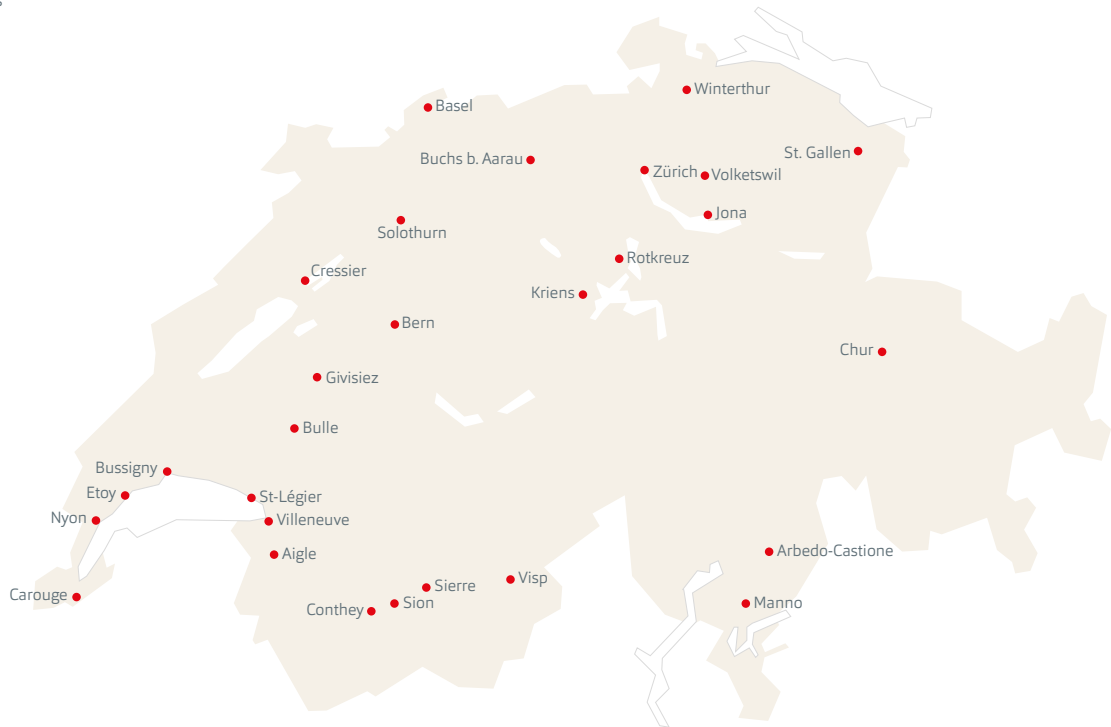 Winterthur
Basel
St. Gallen
Buchs b. Aarau
Zürich
Volketswil
Jona
Solothurn
Rotkreuz
Cressier
Kriens
Bern
Chur
Givisiez
Bulle
Bussigny
Etoy
St-Légier
Nyon
Villeneuve
Aigle
Arbedo-Castione
Visp
Sierre
Carouge
Sion
Manno
Conthey